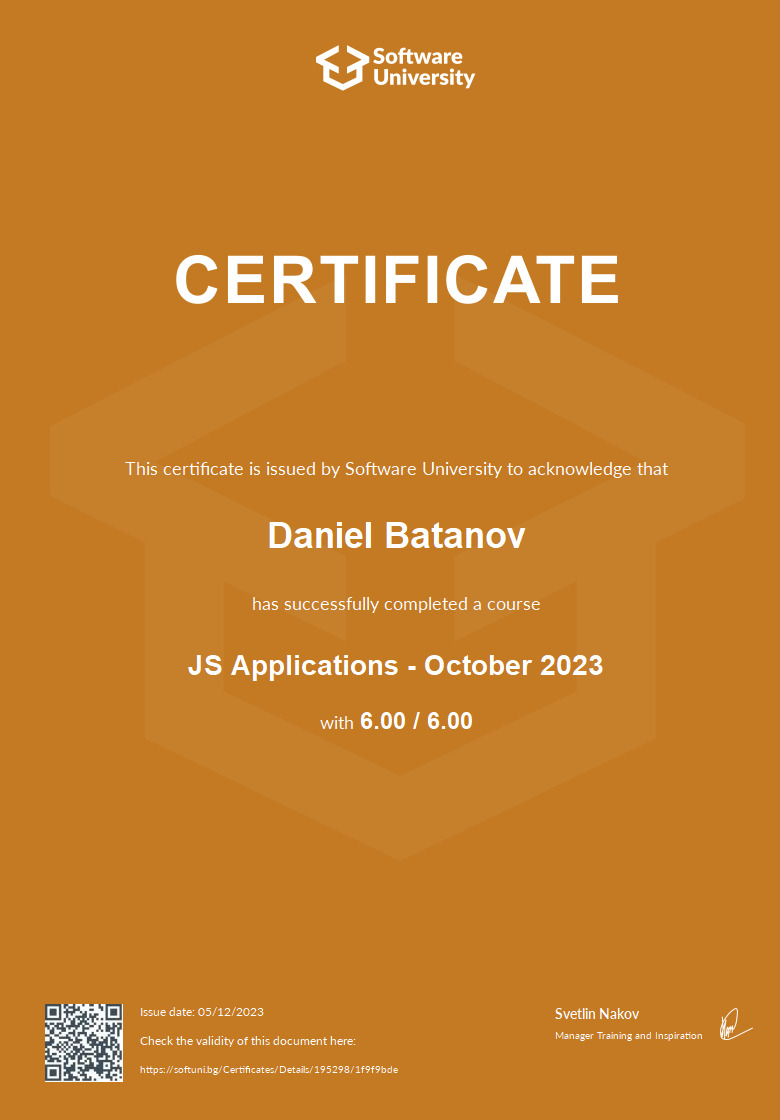 Software
University
CERTIFICATE
This certificate is issued by Software University to acknowledge that
Daniel Batanov
has successfully completed a course
JS Applications - October 2023
with 6.00 / 6.00
Issue date: 05/12/2023
Check the validity of this document here:
https://softuni.bg/Certificates/Details/195298/1f9f9bde
Svetlin Nakov
Manager Training and Inspiration